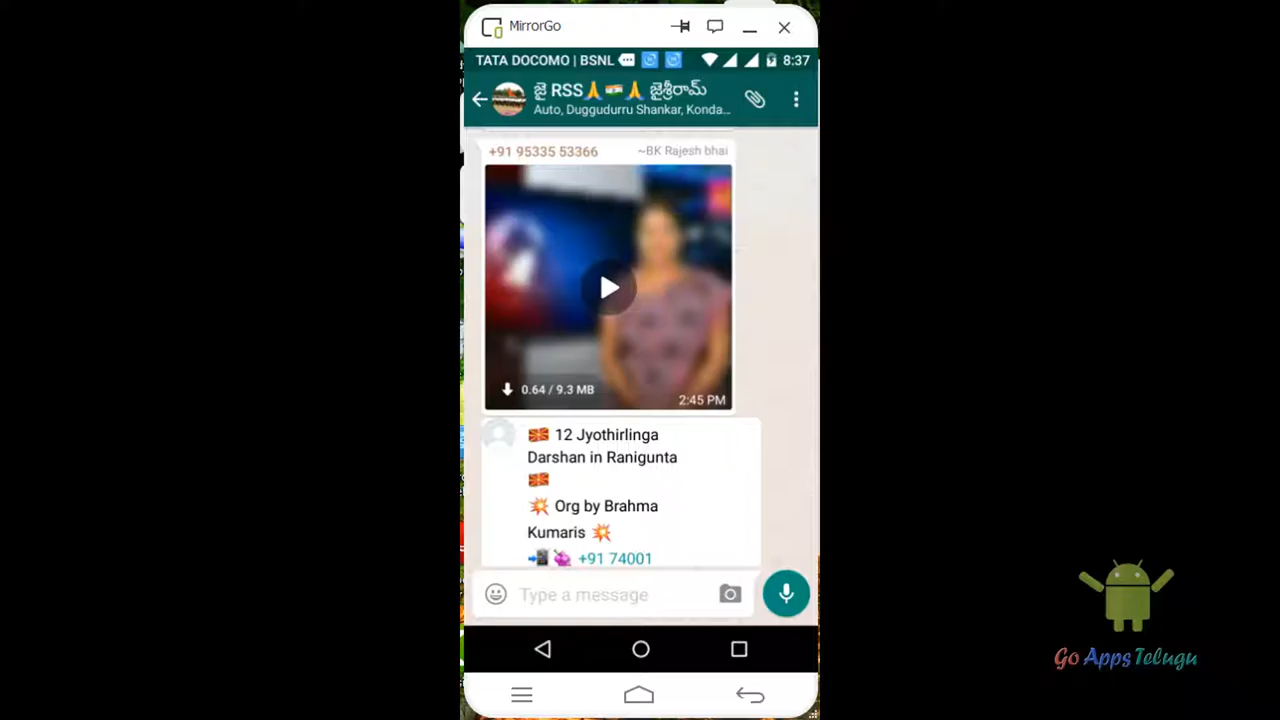 MirrorGo
TATA DOCOMO | BSNL 8:37
జై RSS🙏🇮🇳🙏 జైశ్రీరామ్
Auto, Duggudurru Shankar, Konda...
+91 95335 53366 ~BK Rajesh bhai
0.64 / 9.3 MB
2:45 PM
12 Jyothirlinga
Darshan in Ranigunta
💥 Org by Brahma
Kumaris 💥
📲🍇 +91 74001
Type a message
Go Apps Telugu